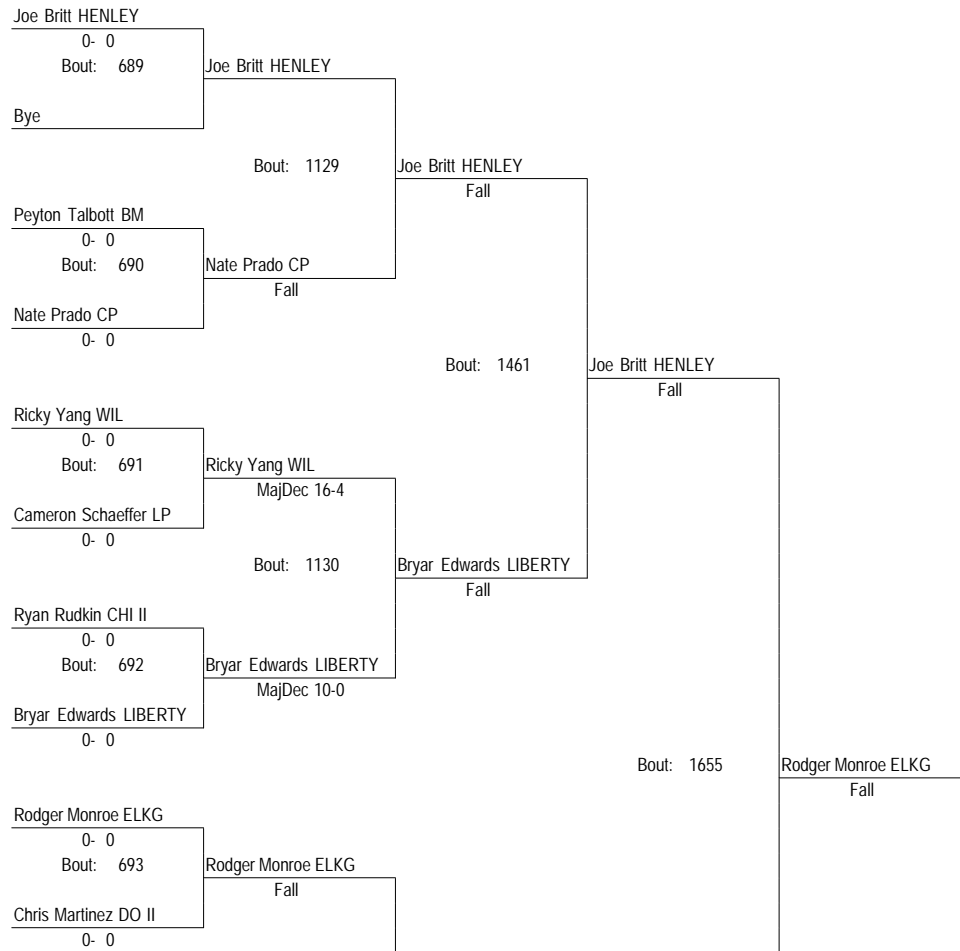 Joe Britt HENLEY
0- 0
Bout: 689
Joe Britt HENLEY
Bye
Bout: 1129
Joe Britt HENLEY
Fall
Peyton Talbott BM
0- 0
Bout: 690
Nate Prado CP
Fall
Nate Prado CP
0- 0
Bout: 1461
Joe Britt HENLEY
Fall
Ricky Yang WIL
0- 0
Bout: 691
Ricky Yang WIL
MajDec 16-4
Cameron Schaeffer LP
0- 0
Bout: 1130
Bryar Edwards LIBERTY
Fall
Ryan Rudkin CHI II
0- 0
Bout: 692
Bryar Edwards LIBERTY
MajDec 10-0
Bryar Edwards LIBERTY
0- 0
Bout: 1655
Rodger Monroe ELKG
Fall
Rodger Monroe ELKG
0- 0
Bout: 693
Rodger Monroe ELKG
Fall
Chris Martinez DO II
0- 0